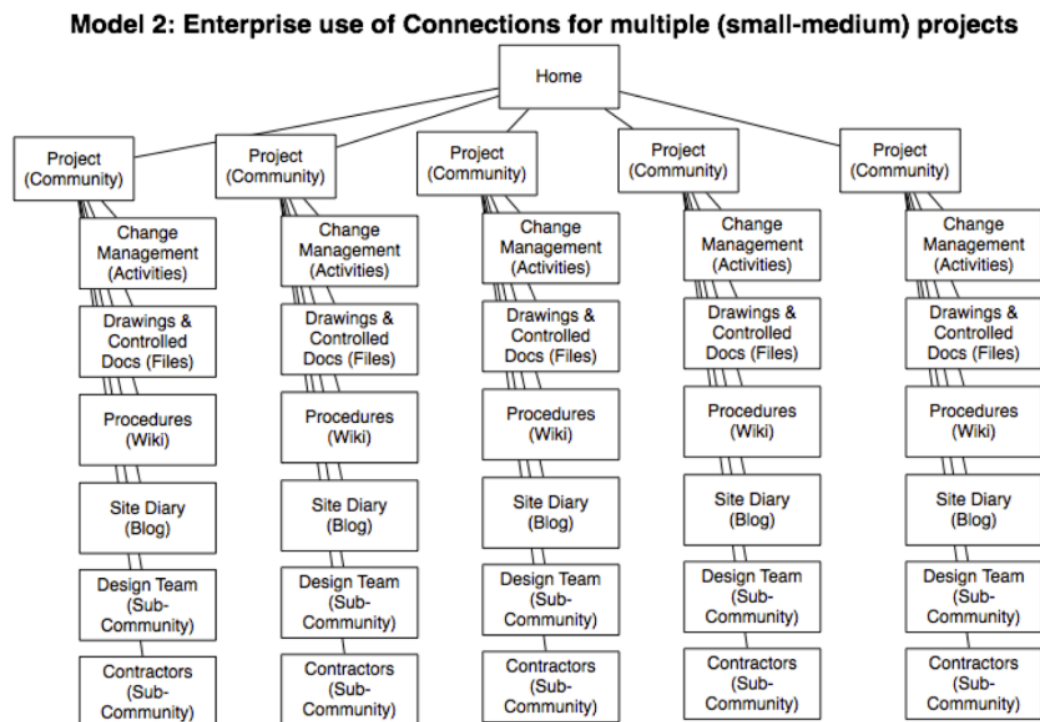 Model 2: Enterprise use of Connections for multiple (small-medium) projects
Home
Project
(Community)
Project
(Community)
Project
(Community)
Project
(Community)
Project
(Community)
Change
Management
(Activities)
Change
Management
(Activities)
Change
Management
(Activities)
Change
Management
(Activities)
Change
Management
(Activities)
Drawings &
Controlled
Docs (Files)
Drawings &
Controlled
Docs (Files)
Drawings &
Controlled
Docs (Files)
Drawings &
Controlled
Docs (Files)
Drawings &
Controlled
Docs (Files)
Procedures
(Wiki)
Procedures
(Wiki)
Procedures
(Wiki)
Procedures
(Wiki)
Procedures
(Wiki)
Site Diary
(Blog)
Site Diary
(Blog)
Site Diary
(Blog)
Site Diary
(Blog)
Site Diary
(Blog)
Design Team
(Sub-
Community)
Design Team
(Sub-
Community)
Design Team
(Sub-
Community)
Design Team
(Sub-
Community)
Design Team
(Sub-
Community)
Contractors
(Sub-
Community)
Contractors
(Sub-
Community)
Contractors
(Sub-
Community)
Contractors
(Sub-
Community)
Contractors
(Sub-
Community)